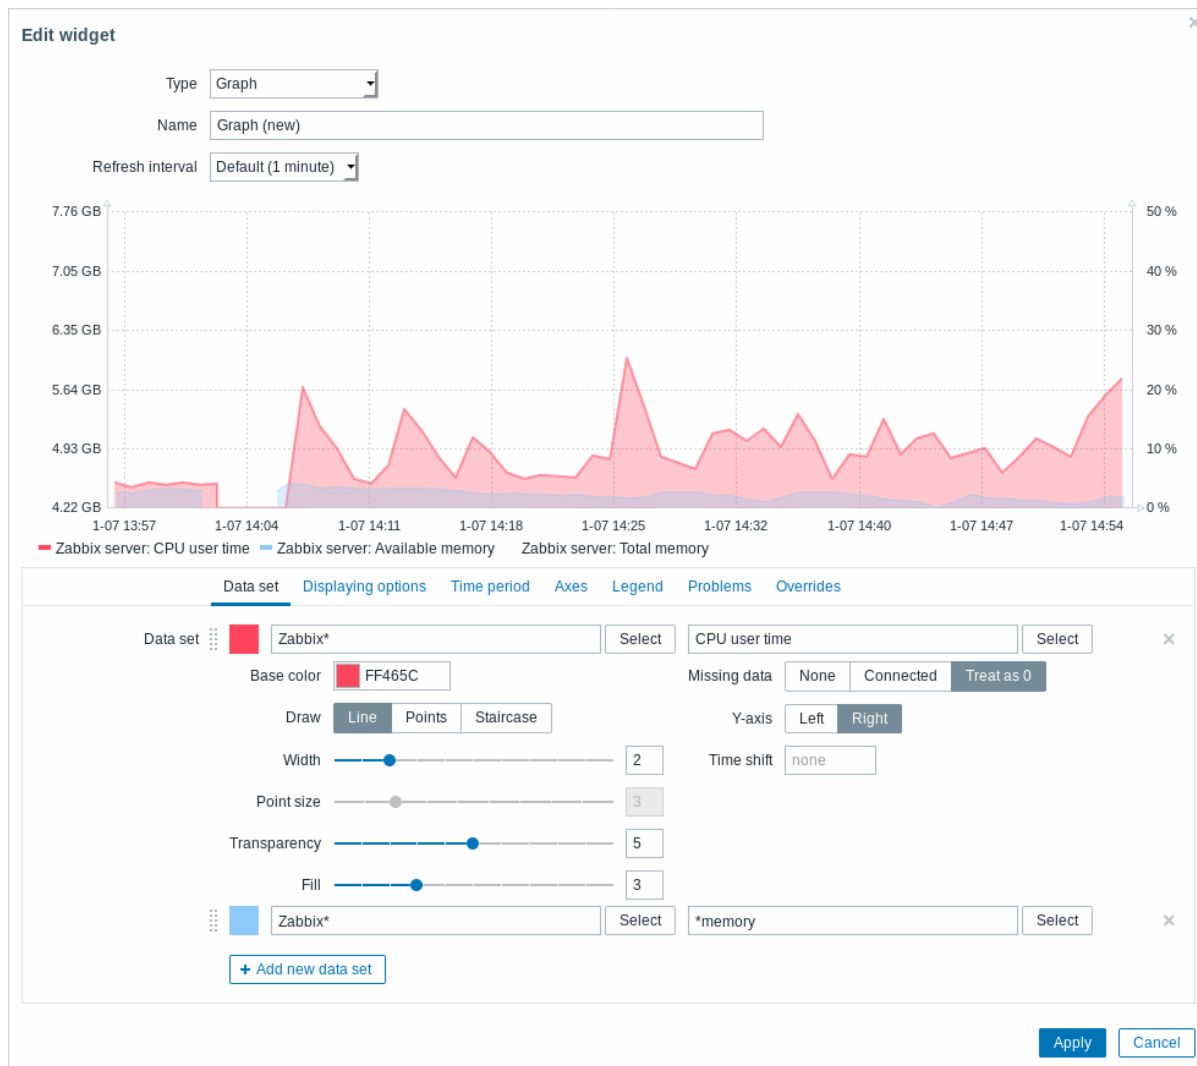 Edit widget
Type Graph
Name Graph (new)
Refresh interval Default (1 minute)
7.76 GB 50 %
7.05 GB 40 %
6.35 GB 30 %
5.64 GB 20 %
4.93 GB 10 %
4.22 GB 0 %
1-07 13:57 1-07 14:04 1-07 14:11 1-07 14:18 1-07 14:25 1-07 14:32 1-07 14:40 1-07 14:47 1-07 14:54
Zabbix server: CPU user time Zabbix server: Available memory Zabbix server: Total memory
Data set Displaying options Time period Axes Legend Problems Overrides
Data set Zabbix* Select CPU user time Select ×
Base color FF465C Missing data None Connected Treat as 0
Draw Line Points Staircase Y-axis Left Right
Width 2 Time shift none
Point size 3
Transparency 5
Fill 3
Zabbix* Select *memory Select ×
+ Add new data set
Apply Cancel